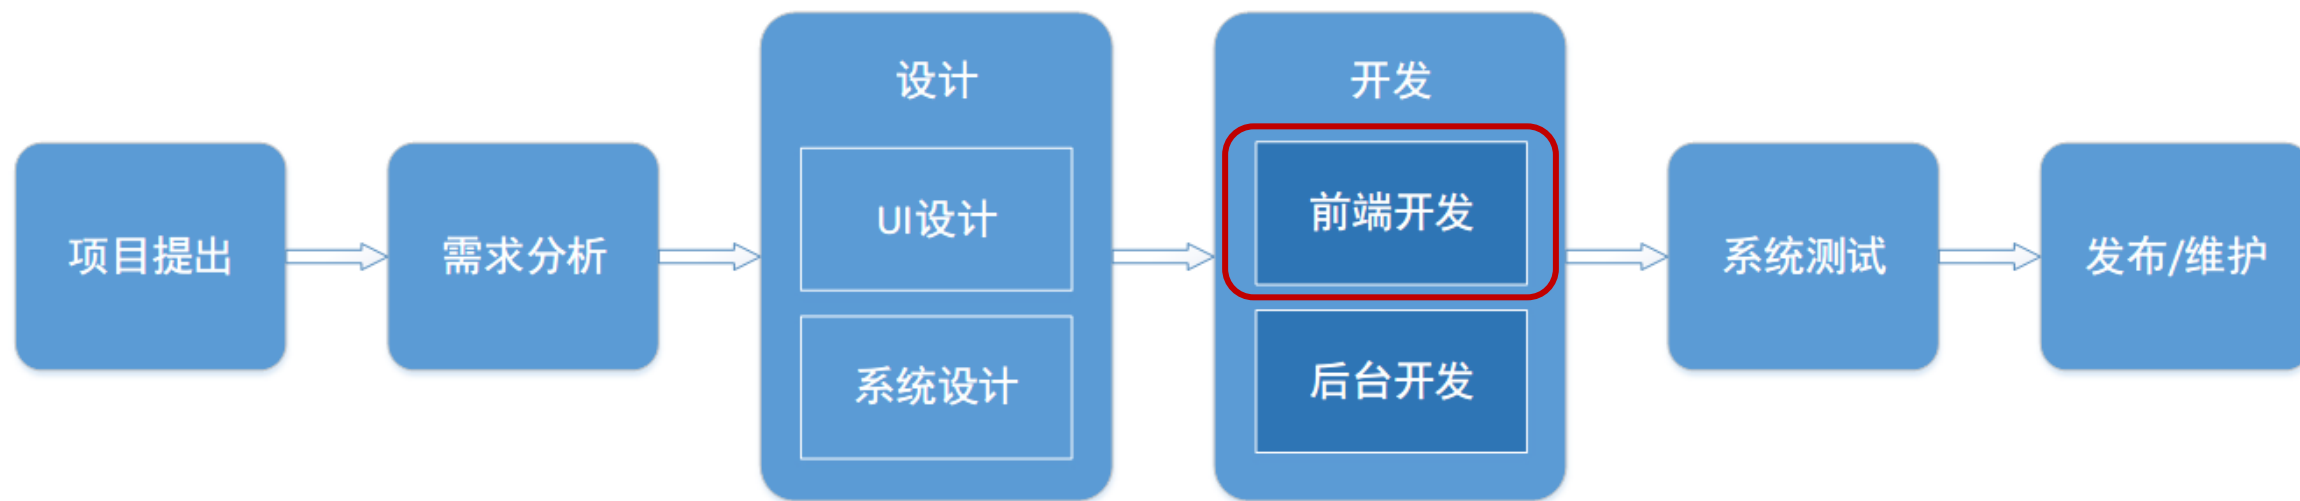 项目提出
需求分析
设计
UI设计
系统设计
开发
前端开发
后台开发
系统测试
发布/维护